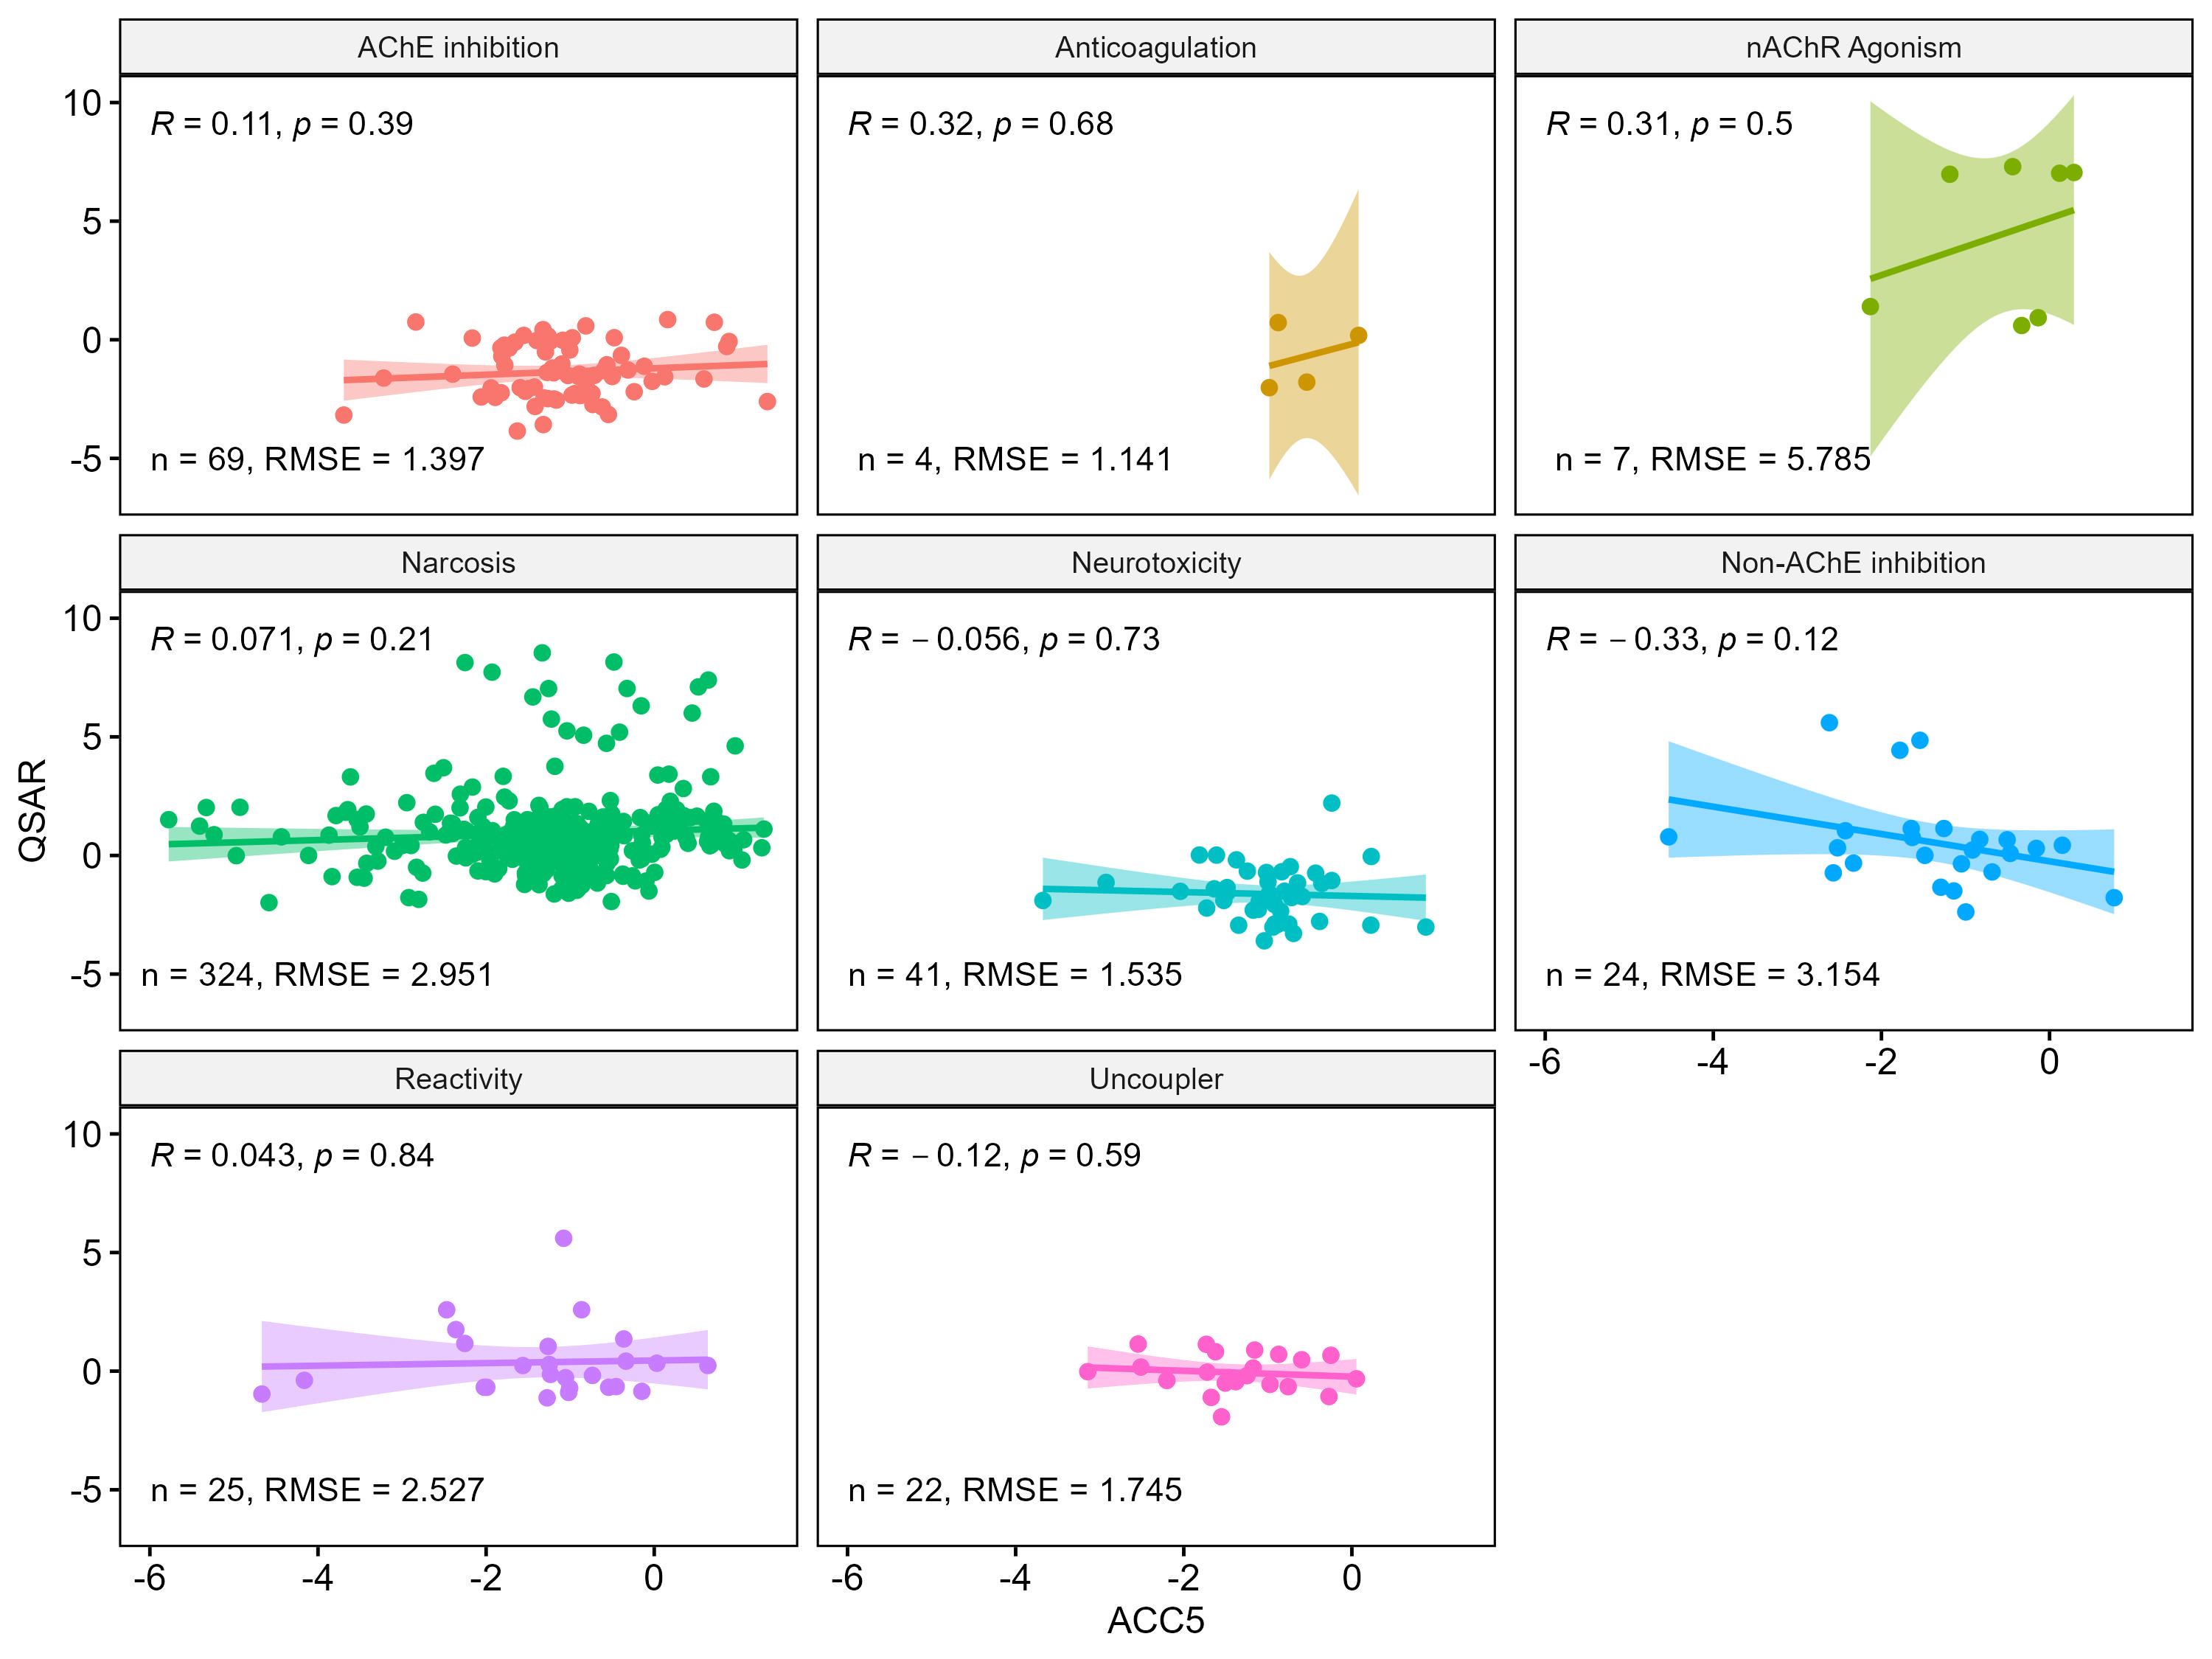 AChE inhibition
Anticoagulation
nAChR Agonism
10
5
0
-5
R = 0.11, p = 0.39
n = 69, RMSE = 1.397
R = 0.32, p = 0.68
n = 4, RMSE = 1.141
R = 0.31, p = 0.5
n = 7, RMSE = 5.785
Narcosis
Neurotoxicity
Non-AChE inhibition
10
5
0
-5
R = 0.071, p = 0.21
n = 324, RMSE = 2.951
R = − 0.056, p = 0.73
n = 41, RMSE = 1.535
R = − 0.33, p = 0.12
n = 24, RMSE = 3.154
-6 -4 -2 0
QSAR
Reactivity
Uncoupler
10
5
0
-5
R = 0.043, p = 0.84
n = 25, RMSE = 2.527
R = − 0.12, p = 0.59
n = 22, RMSE = 1.745
-6 -4 -2 0
-6 -4 -2 0
ACC5